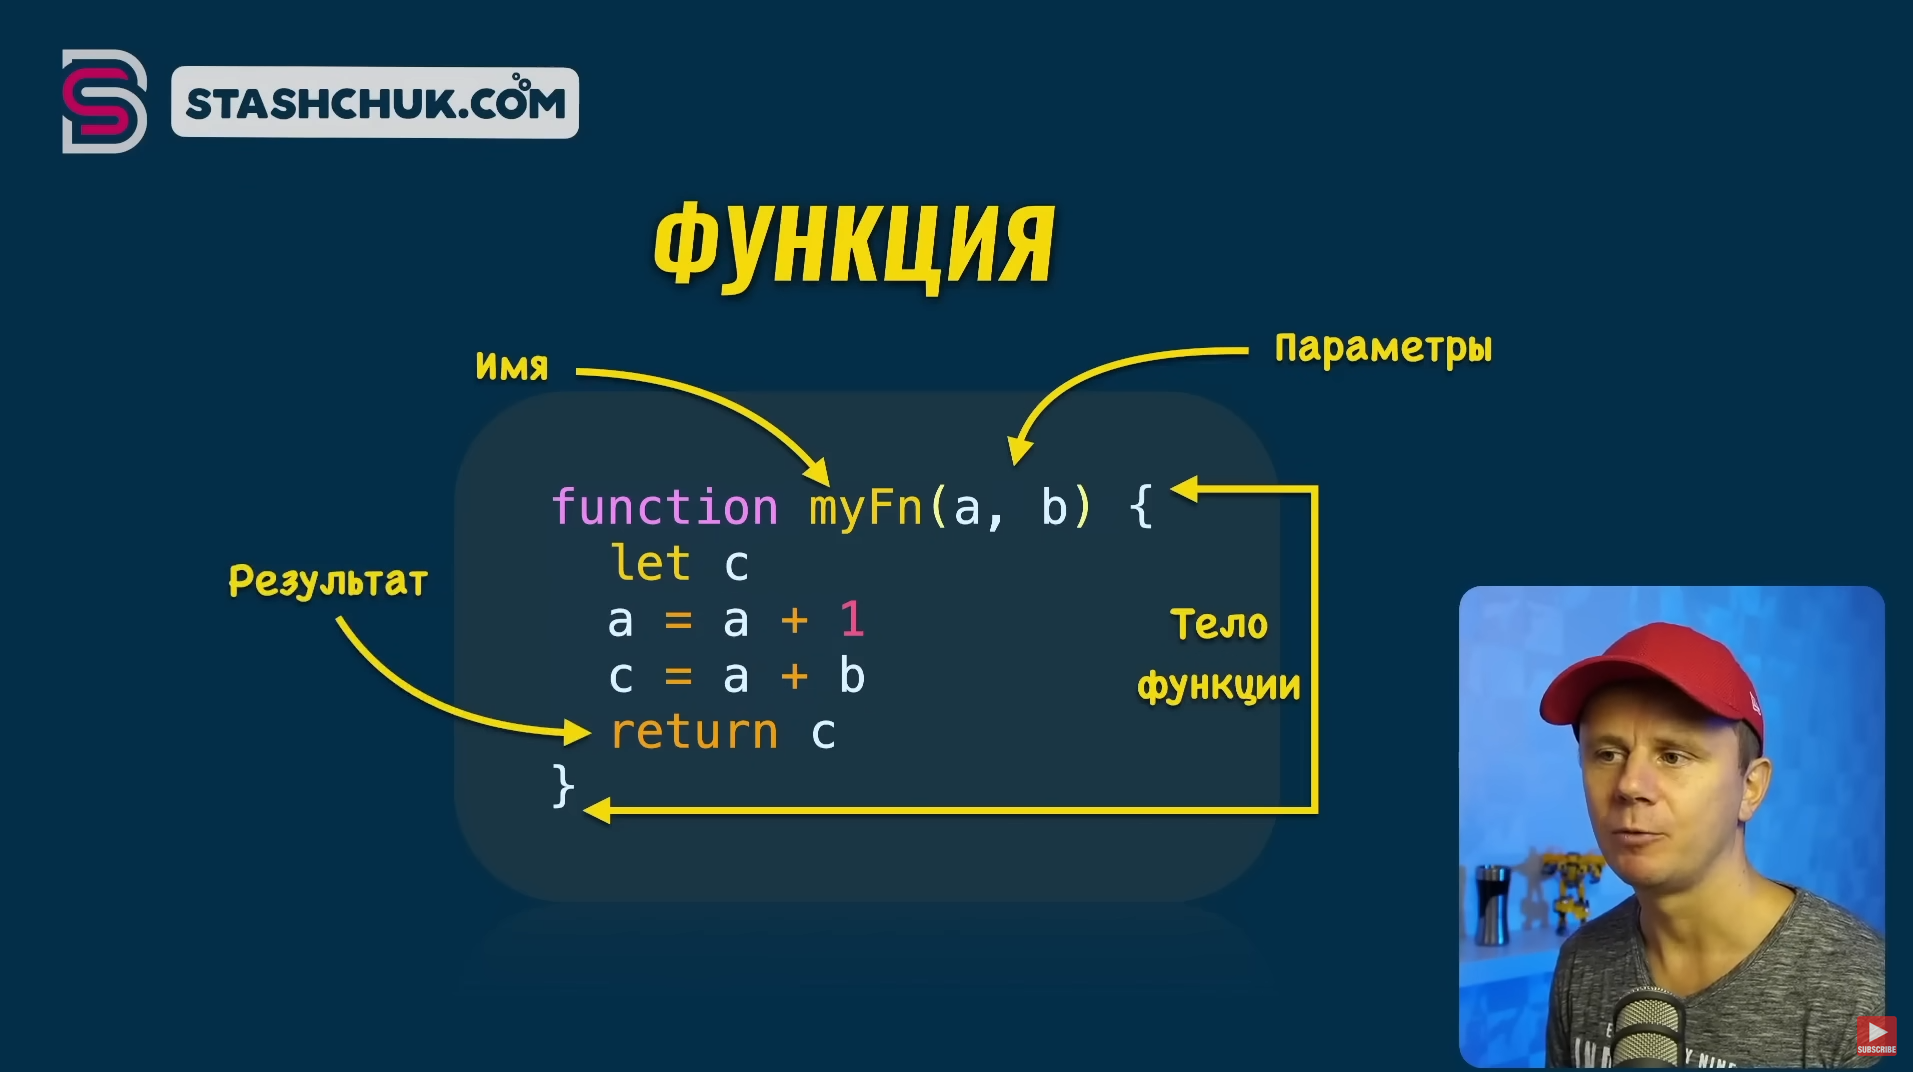 STASHCHUK.COM
ФУНКЦИЯ
Имя
Параметры
function myFn(a, b) {
let c
Результат
a = a + 1
Тело
функции
c = a + b
return c
}
SUBSCRIBE